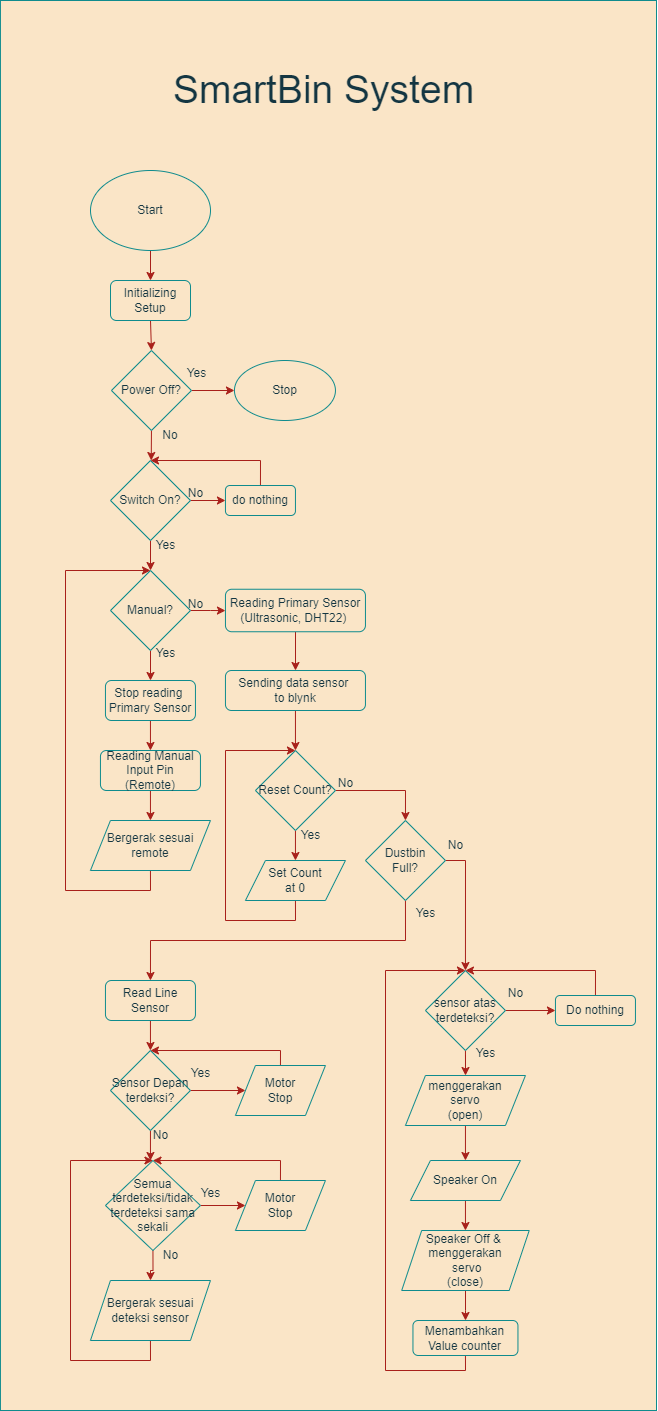 SmartBin System
Start
Initializing
Setup
Power Off?
Yes
Stop
No
Switch On?
No
do nothing
Yes
Manual?
No
Reading Primary Sensor
(Ultrasonic, DHT22)
Yes
Stop reading
Primary Sensor
Sending data sensor
to blynk
Reading Manual
Input Pin
(Remote)
Reset Count?
No
Bergerak sesuai
remote
Yes
Set Count
at 0
Dustbin
Full?
No
Yes
Read Line
Sensor
sensor atas
terdeteksi?
No
Do nothing
Yes
Sensor Depan
terdeksi?
Yes
Motor
Stop
No
menggerakan
servo
(open)
Semua
terdeteksi/tidak
terdeteksi sama
sekali
Yes
Motor
Stop
No
Speaker On
Speaker Off &
menggerakan
servo
(close)
Bergerak sesuai
deteksi sensor
Menambahkan
Value counter